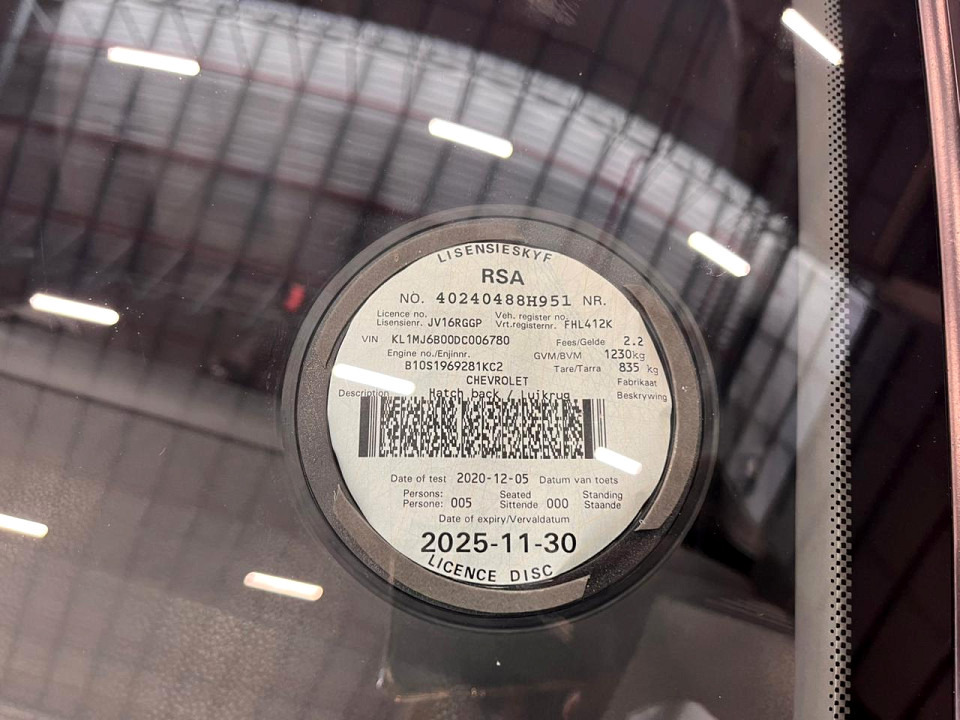 LISENSIESKYF
RSA
NO. 40240488H951 NR.
Licence no. Veh. register no.
Lisensienr. JV16RGGP Vrt.registernr. FHL412K
VIN KL1MJ6B00DC006780 Fees/Gelde 2.2
Engine no./Enjinnr. GVM/BVM 1230kg
B10S1969281KC2 Tare/Tarra 835 kg
CHEVROLET Fabrikaat
Description Hatch back / Luikrug Beskrywing
Date of test 2020-12-05 Datum van toets
Persons: Seated Standing
Persone: 005 Sittende 000 Staande
Date of expiry/Vervaldatum
2025-11-30
LICENCE DISC